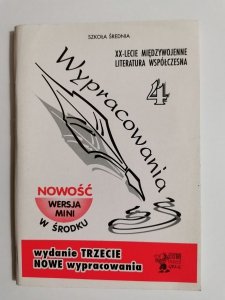 SZKOŁA ŚREDNIA
XX-LECIE MIĘDZYWOJENNE
LITERATURA WSPÓŁCZESNA
Wypracowania
4
NOWOŚĆ
WERSJA
MINI
W ŚRODKU
wydanie TRZECIE
NOWE wypracowania